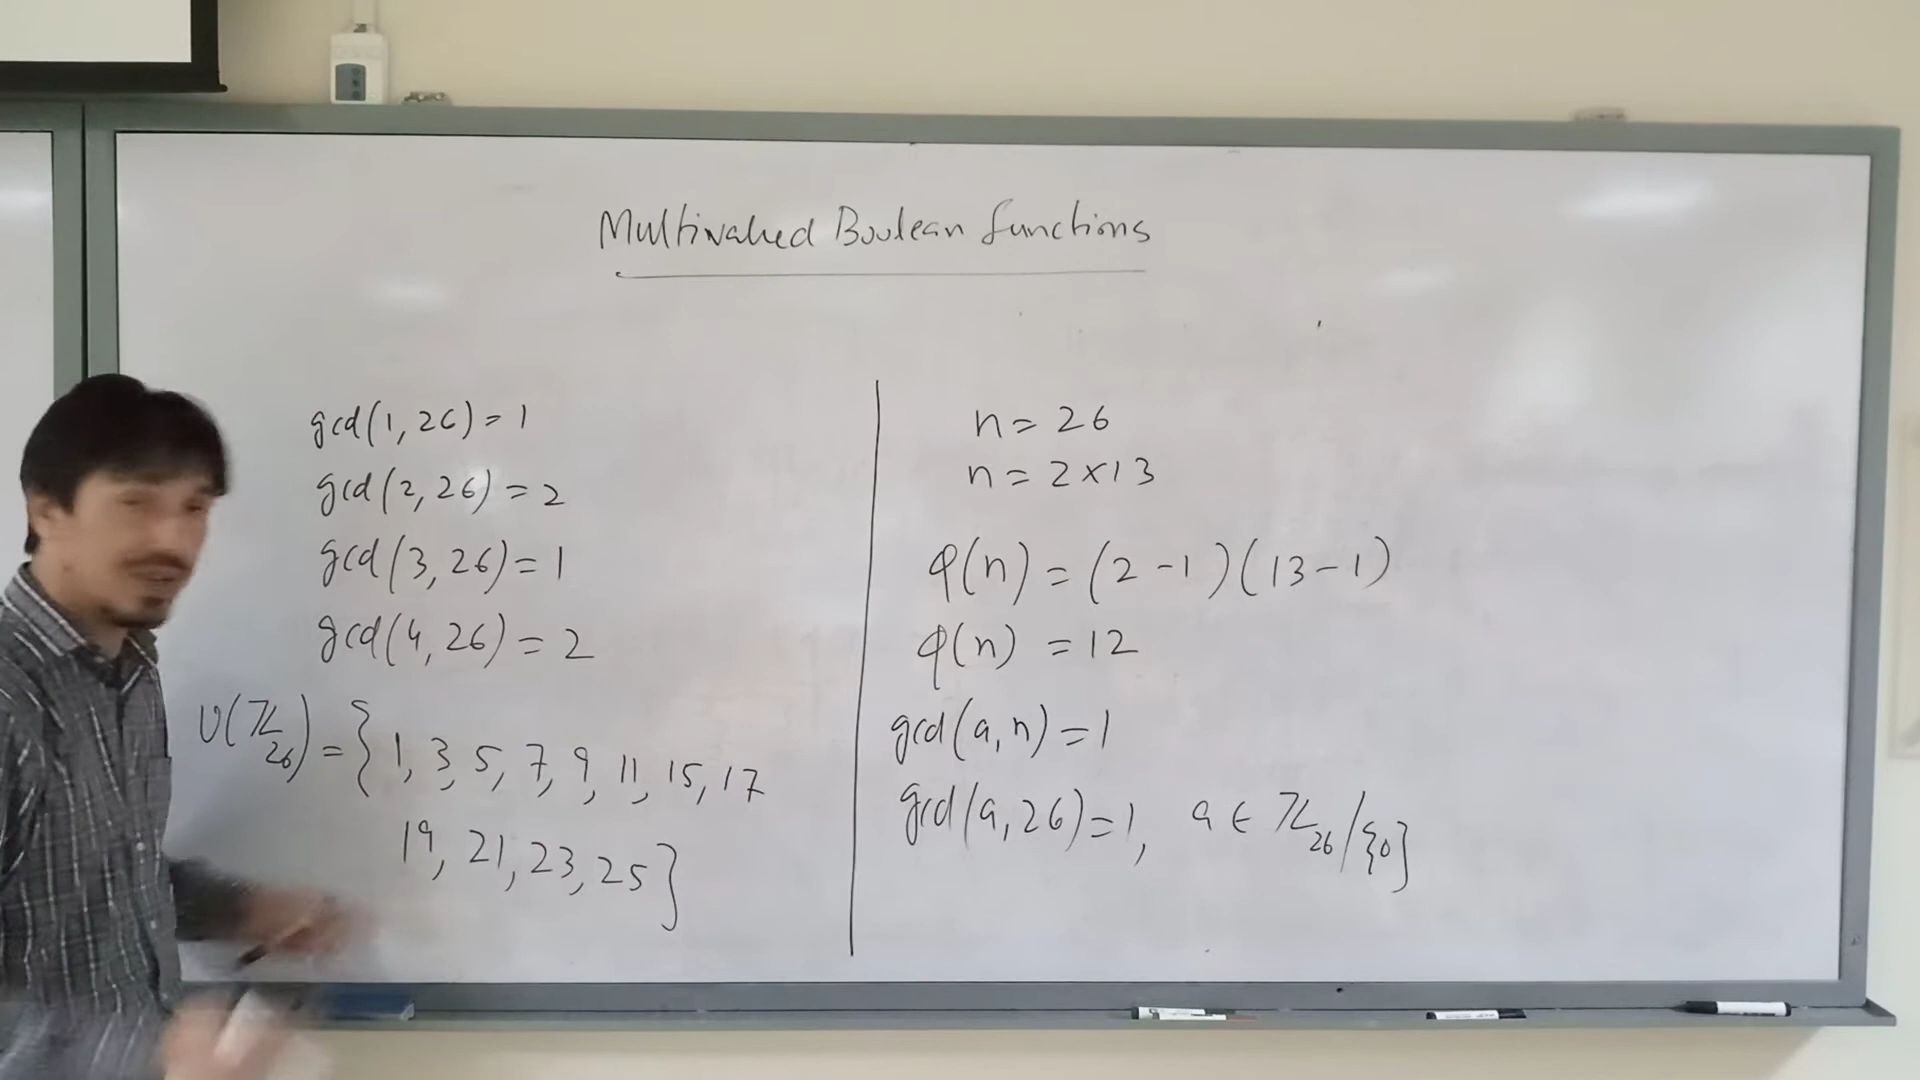 Multivalued Boolean functions
gcd(1, 26) = 1
gcd(2, 26) = 2
gcd(3, 26) = 1
gcd(4, 26) = 2
U(ℤ₂₆) = {1, 3, 5, 7, 9, 11, 15, 17
19, 21, 23, 25}
n = 26
n = 2 × 13
φ(n) = (2 - 1)(13 - 1)
φ(n) = 12
gcd(a, n) = 1
gcd(a, 26) = 1, a ∈ ℤ₂₆/{0}